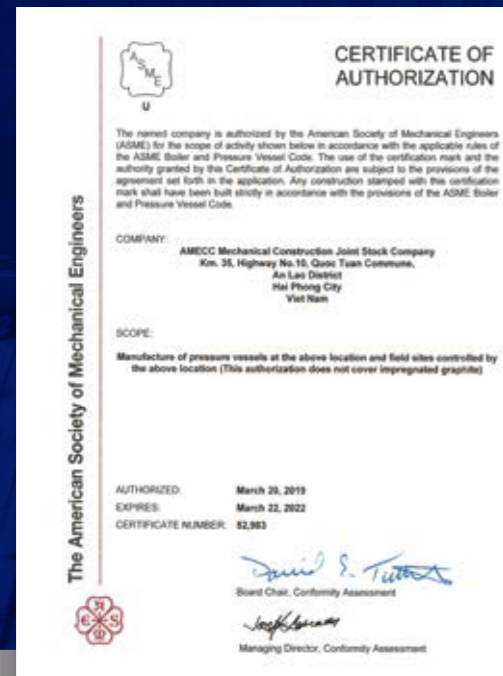 ASME
U
CERTIFICATE OF
AUTHORIZATION
The named company is authorized by the American Society of Mechanical Engineers
(ASME) for the scope of activity shown below in accordance with the applicable rules of
the ASME Boiler and Pressure Vessel Code. The use of the certification mark and the
authority granted by this Certificate of Authorization are subject to the provisions of the
agreement set forth in the application. Any construction stamped with this certification
mark shall have been built strictly in accordance with the provisions of the ASME Boiler
and Pressure Vessel Code.
COMPANY:
AMECC Mechanical Construction Joint Stock Company
Km. 35, Highway No.10, Quoc Tuan Commune,
An Lao District
Hai Phong City
Viet Nam
SCOPE:
Manufacture of pressure vessels at the above location and field sites controlled by
the above location (This authorization does not cover impregnated graphite)
AUTHORIZED: March 20, 2019
EXPIRES: March 22, 2022
CERTIFICATE NUMBER: 52,983
Board Chair, Conformity Assessment
Managing Director, Conformity Assessment
The American Society of Mechanical Engineers